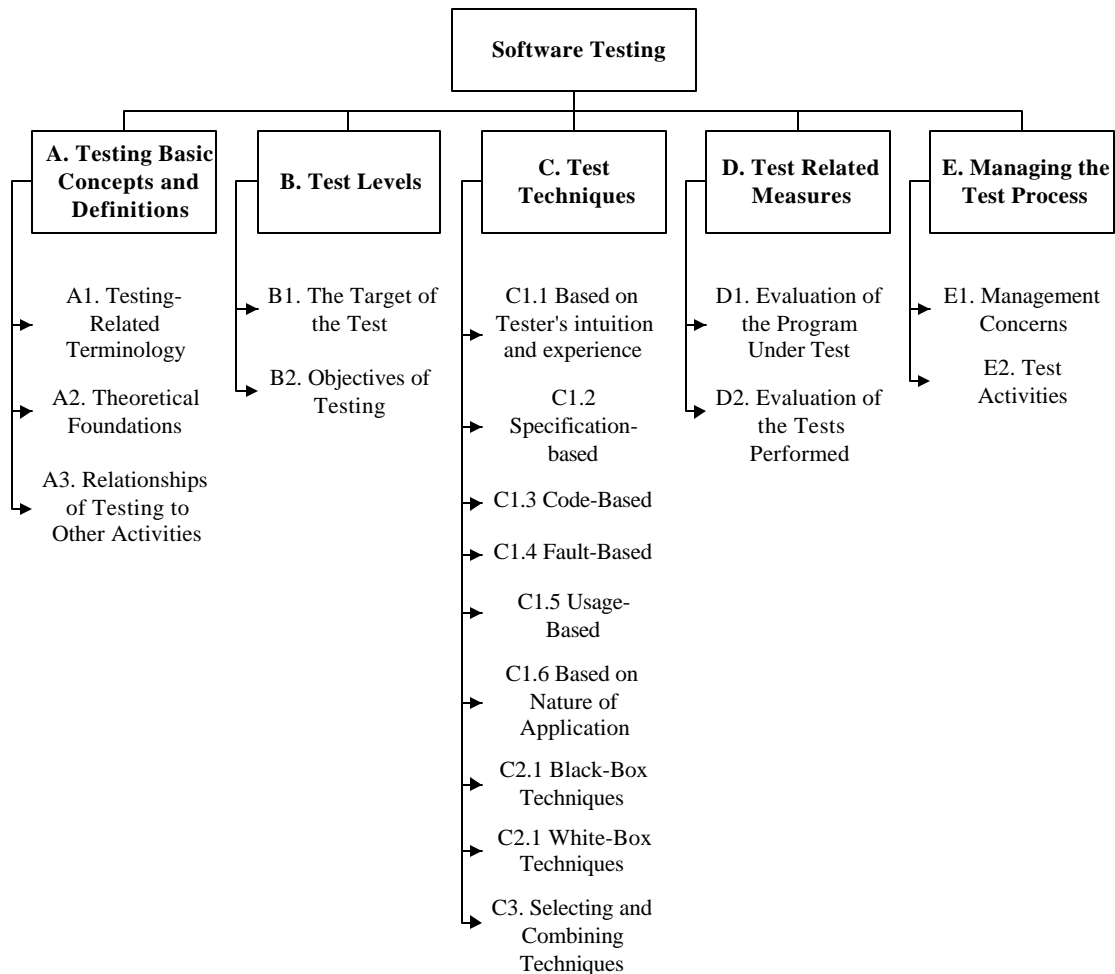 Software Testing
A. Testing Basic
Concepts and
Definitions
B. Test Levels
C. Test
Techniques
D. Test Related
Measures
E. Managing the
Test Process
A1. Testing-
Related
Terminology
A2. Theoretical
Foundations
A3. Relationships
of Testing to
Other Activities
B1. The Target of
the Test
B2. Objectives of
Testing
C1.1 Based on
Tester's intuition
and experience
C1.2
Specification-
based
C1.3 Code-Based
C1.4 Fault-Based
C1.5 Usage-
Based
C1.6 Based on
Nature of
Application
C2.1 Black-Box
Techniques
C2.1 White-Box
Techniques
C3. Selecting and
Combining
Techniques
D1. Evaluation of
the Program
Under Test
D2. Evaluation of
the Tests
Performed
E1. Management
Concerns
E2. Test
Activities